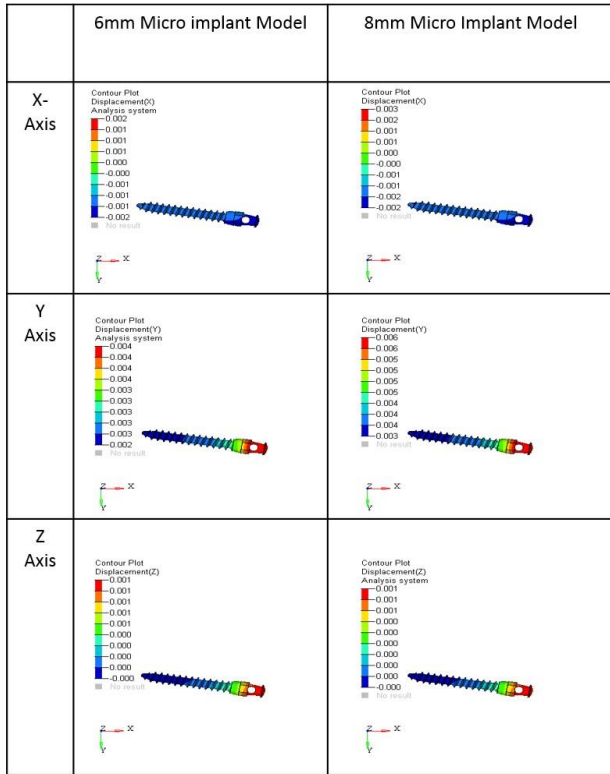 6mm Micro implant Model
8mm Micro Implant Model
X-
Axis
Contour Plot
Displacement(X)
Analysis system
0.002
0.001
0.001
0.001
0.000
-0.000
-0.001
-0.001
-0.001
-0.002
No result
Z X
Y
Contour Plot
Displacement(X)
0.003
0.002
0.001
0.001
0.000
-0.000
-0.001
-0.001
-0.002
-0.002
No result
Z X
Y
Y
Axis
Contour Plot
Displacement(Y)
Analysis system
0.004
0.004
0.004
0.004
0.003
0.003
0.003
0.003
0.003
0.002
No result
Z X
Y
Contour Plot
Displacement(Y)
0.006
0.006
0.005
0.005
0.005
0.005
0.004
0.004
0.004
0.003
No result
Z X
Y
Z
Axis
Contour Plot
Displacement(Z)
0.001
0.001
0.001
0.001
0.000
0.000
0.000
0.000
0.000
-0.000
No result
Z X
Y
Contour Plot
Displacement(Z)
Analysis system
0.001
0.001
0.001
0.000
0.000
0.000
0.000
0.000
-0.000
-0.000
No result
Z X
Y